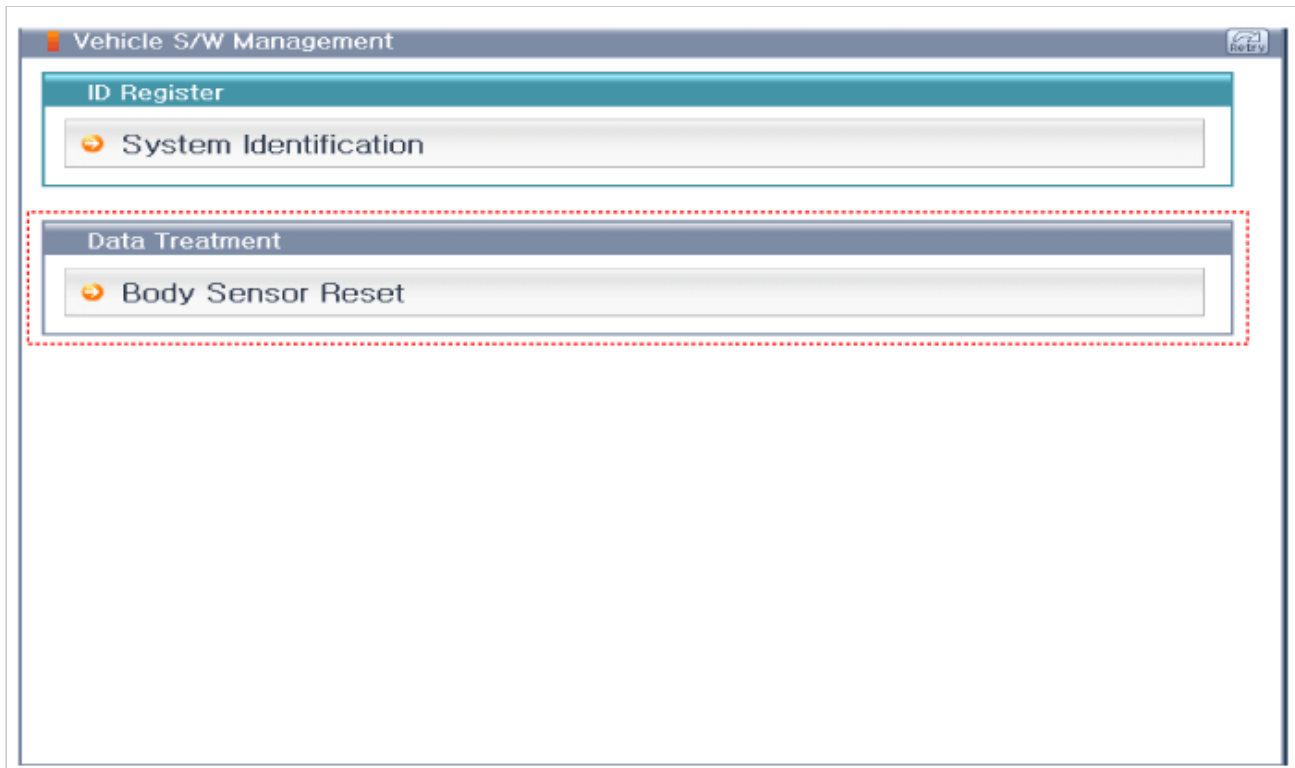 Vehicle S/W Management
Retry
ID Register
System Identification
Data Treatment
Body Sensor Reset